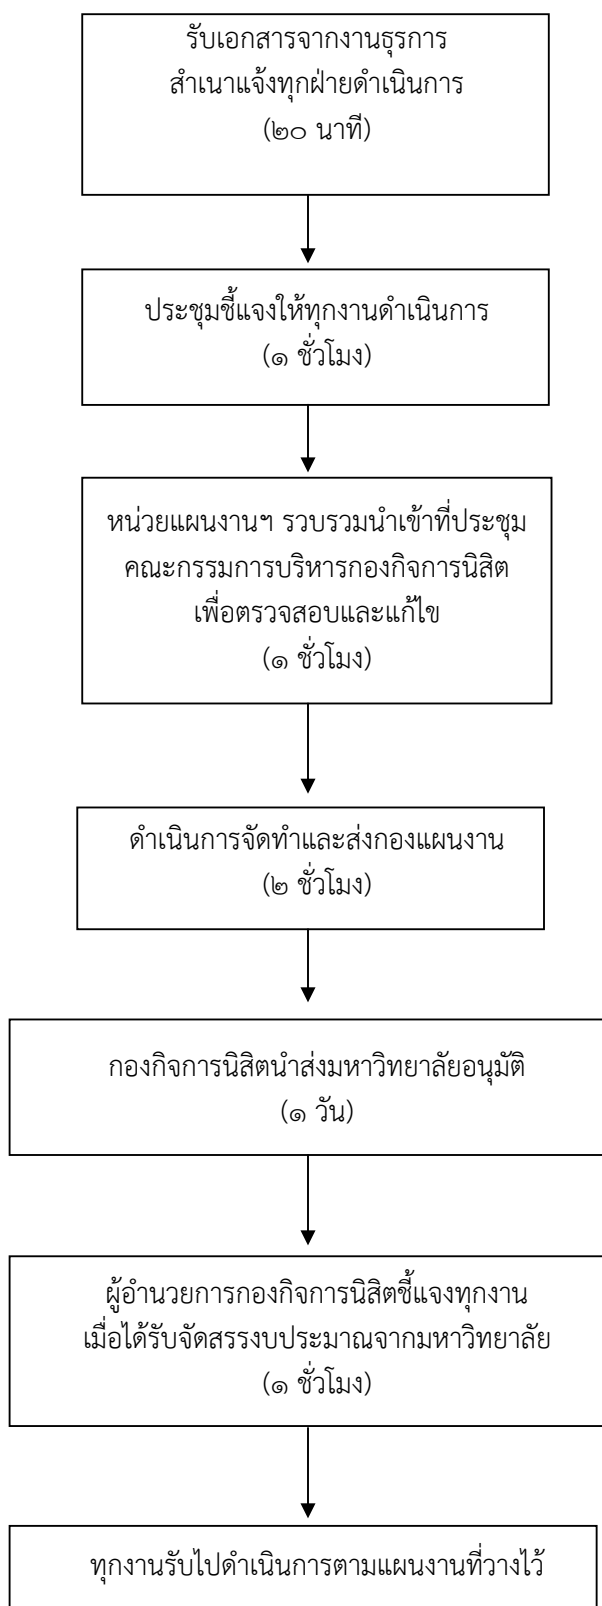 รับเอกสารจากงานธุรการ
สำเนาแจ้งทุกฝ่ายดำเนินการ
(๒๐ นาที)
ประชุมชี้แจงให้ทุกงานดำเนินการ
(๑ ชั่วโมง)
หน่วยแผนงานฯ รวบรวมนำเข้าที่ประชุม
คณะกรรมการบริหารกองกิจการนิสิต
เพื่อตรวจสอบและแก้ไข
(๑ ชั่วโมง)
ดำเนินการจัดทำและส่งกองแผนงาน
(๒ ชั่วโมง)
กองกิจการนิสิตนำส่งมหาวิทยาลัยอนุมัติ
(๑ วัน)
ผู้อำนวยการกองกิจการนิสิตชี้แจงทุกงาน
เมื่อได้รับจัดสรรงบประมาณจากมหาวิทยาลัย
(๑ ชั่วโมง)
ทุกงานรับไปดำเนินการตามแผนงานที่วางไว้